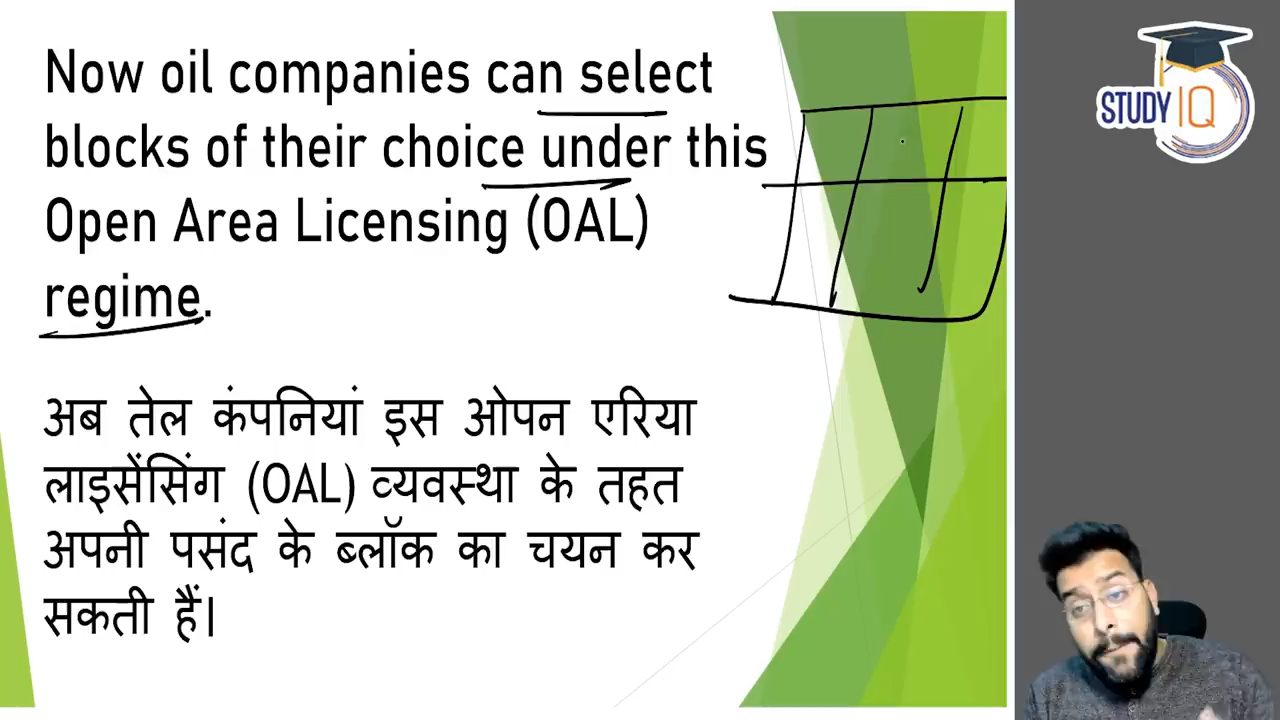 Now oil companies can select
blocks of their choice under this
Open Area Licensing (OAL)
regime.
अब तेल कंपनियां इस ओपन एरिया
लाइसेंसिंग (OAL) व्यवस्था के तहत
अपनी पसंद के ब्लॉक का चयन कर
सकती हैं।
STUDY IQ